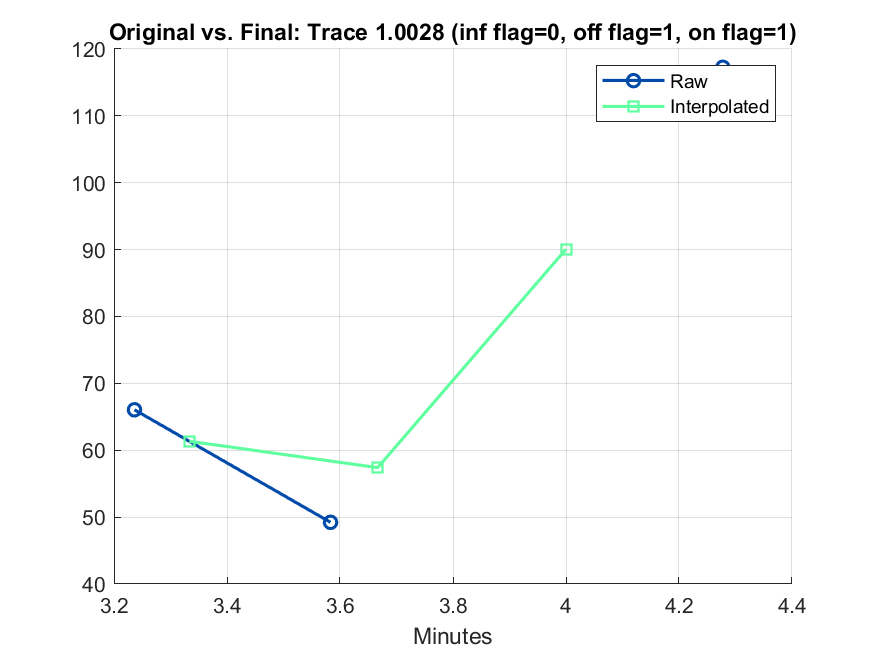 Original vs. Final: Trace 1.0028 (inf flag=0, off flag=1, on flag=1)
120
110
100
90
80
70
60
50
40
Raw
Interpolated
3.2 3.4 3.6 3.8 4 4.2 4.4
Minutes